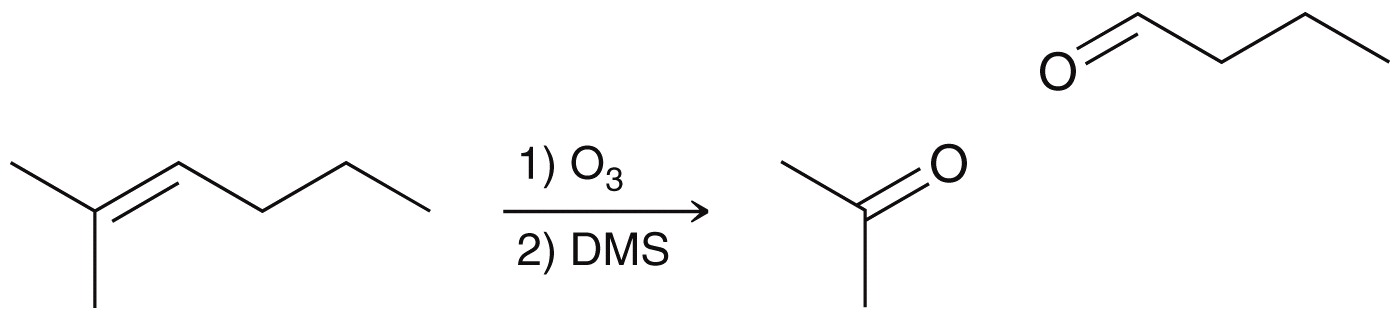 O
1) O₃
O
2) DMS